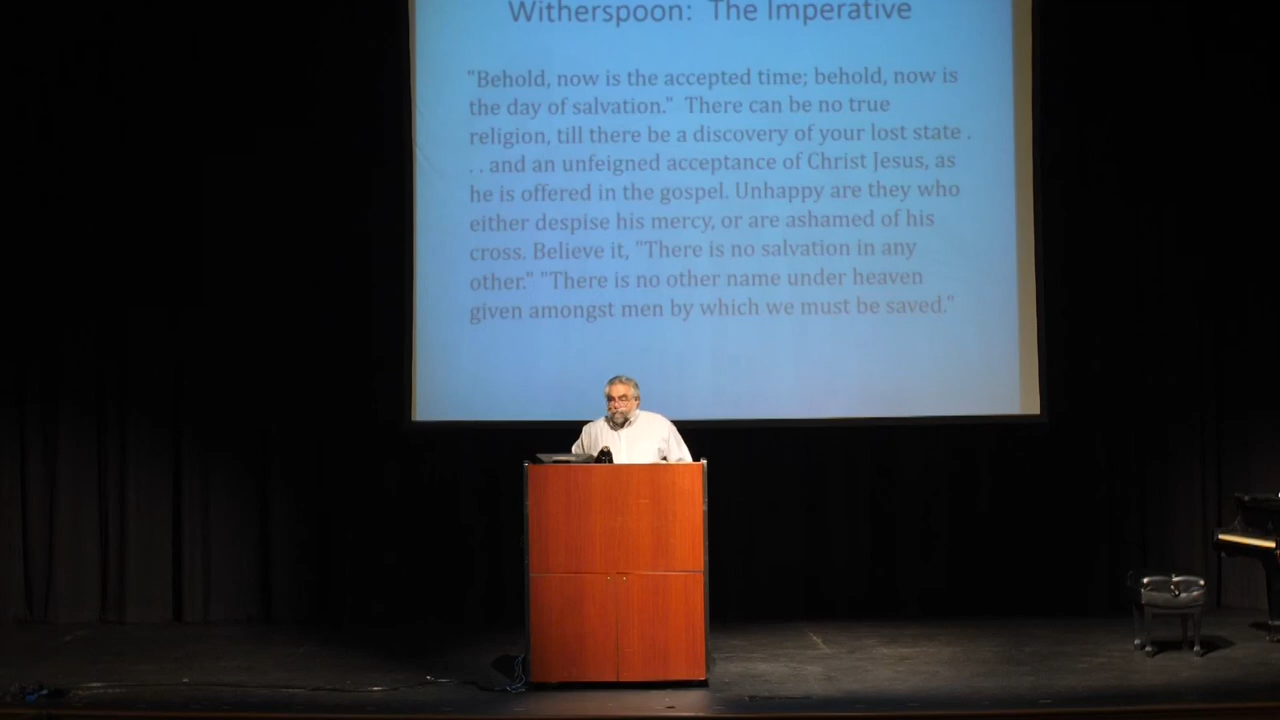 Witherspoon: The Imperative
"Behold, now is the accepted time; behold, now is
the day of salvation." There can be no true
religion, till there be a discovery of your lost state .
. . and an unfeigned acceptance of Christ Jesus, as
he is offered in the gospel. Unhappy are they who
either despise his mercy, or are ashamed of his
cross. Believe it, "There is no salvation in any
other." "There is no other name under heaven
given amongst men by which we must be saved."